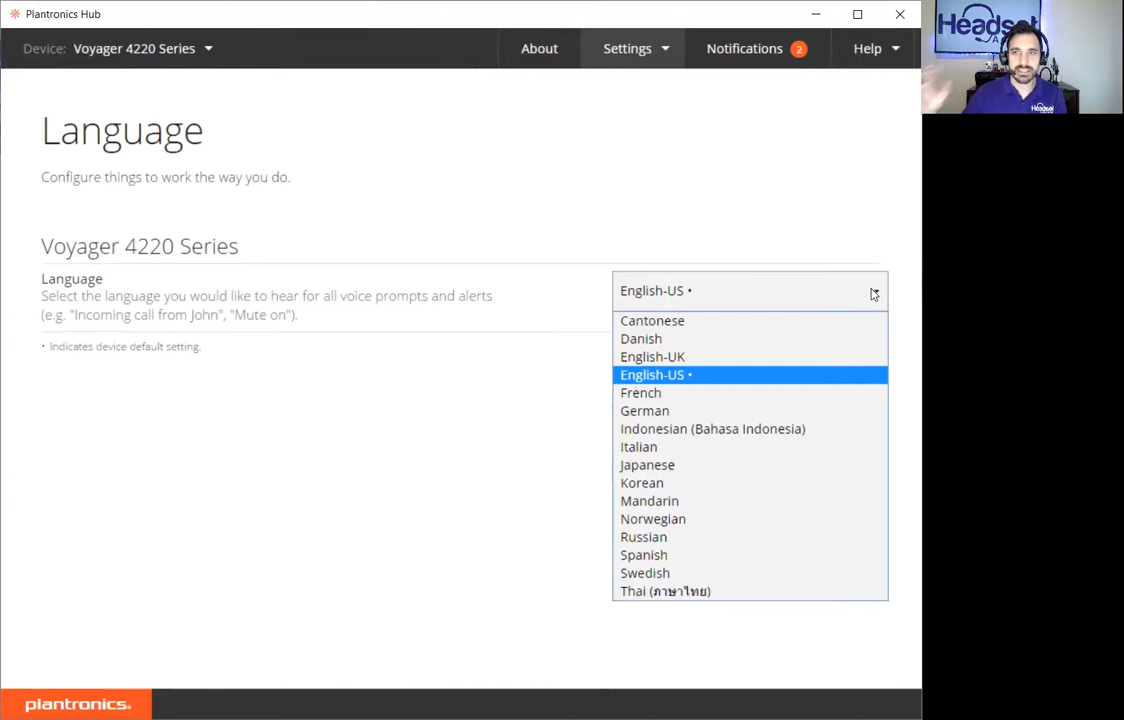 Plantronics Hub
Device: Voyager 4220 Series
About
Settings
Notifications 2
Help
Language
Configure things to work the way you do.
Voyager 4220 Series
Language
Select the language you would like to hear for all voice prompts and alerts
(e.g. "Incoming call from John", "Mute on").
• Indicates device default setting.
English-US •
Cantonese
Danish
English-UK
English-US •
French
German
Indonesian (Bahasa Indonesia)
Italian
Japanese
Korean
Mandarin
Norwegian
Russian
Spanish
Swedish
Thai (ภาษาไทย)
plantronics.
Headset
Headset